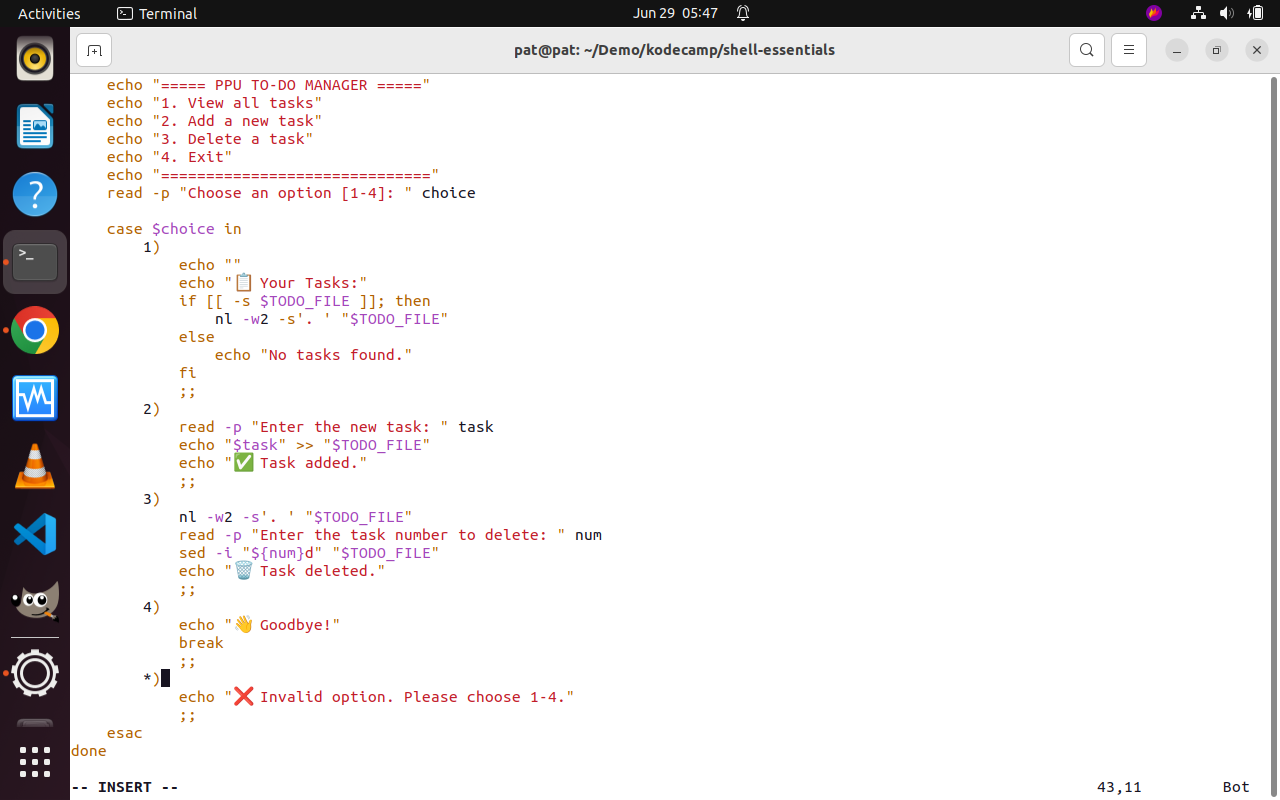 Activities Terminal Jun 29 05:47
pat@pat: ~/Demo/kodecamp/shell-essentials
    echo "===== PPU TO-DO MANAGER ====="
    echo "1. View all tasks"
    echo "2. Add a new task"
    echo "3. Delete a task"
    echo "4. Exit"
    echo "=============================="
    read -p "Choose an option [1-4]: " choice

    case $choice in
        1)
            echo ""
            echo "📋 Your Tasks:"
            if [[ -s $TODO_FILE ]]; then
                nl -w2 -s'. ' "$TODO_FILE"
            else
                echo "No tasks found."
            fi
            ;;
        2)
            read -p "Enter the new task: " task
            echo "$task" >> "$TODO_FILE"
            echo "✅ Task added."
            ;;
        3)
            nl -w2 -s'. ' "$TODO_FILE"
            read -p "Enter the task number to delete: " num
            sed -i "${num}d" "$TODO_FILE"
            echo "🗑️ Task deleted."
            ;;
        4)
            echo "👋 Goodbye!"
            break
            ;;
        *)
            echo "❌ Invalid option. Please choose 1-4."
            ;;
    esac
done
-- INSERT -- 43,11 Bot